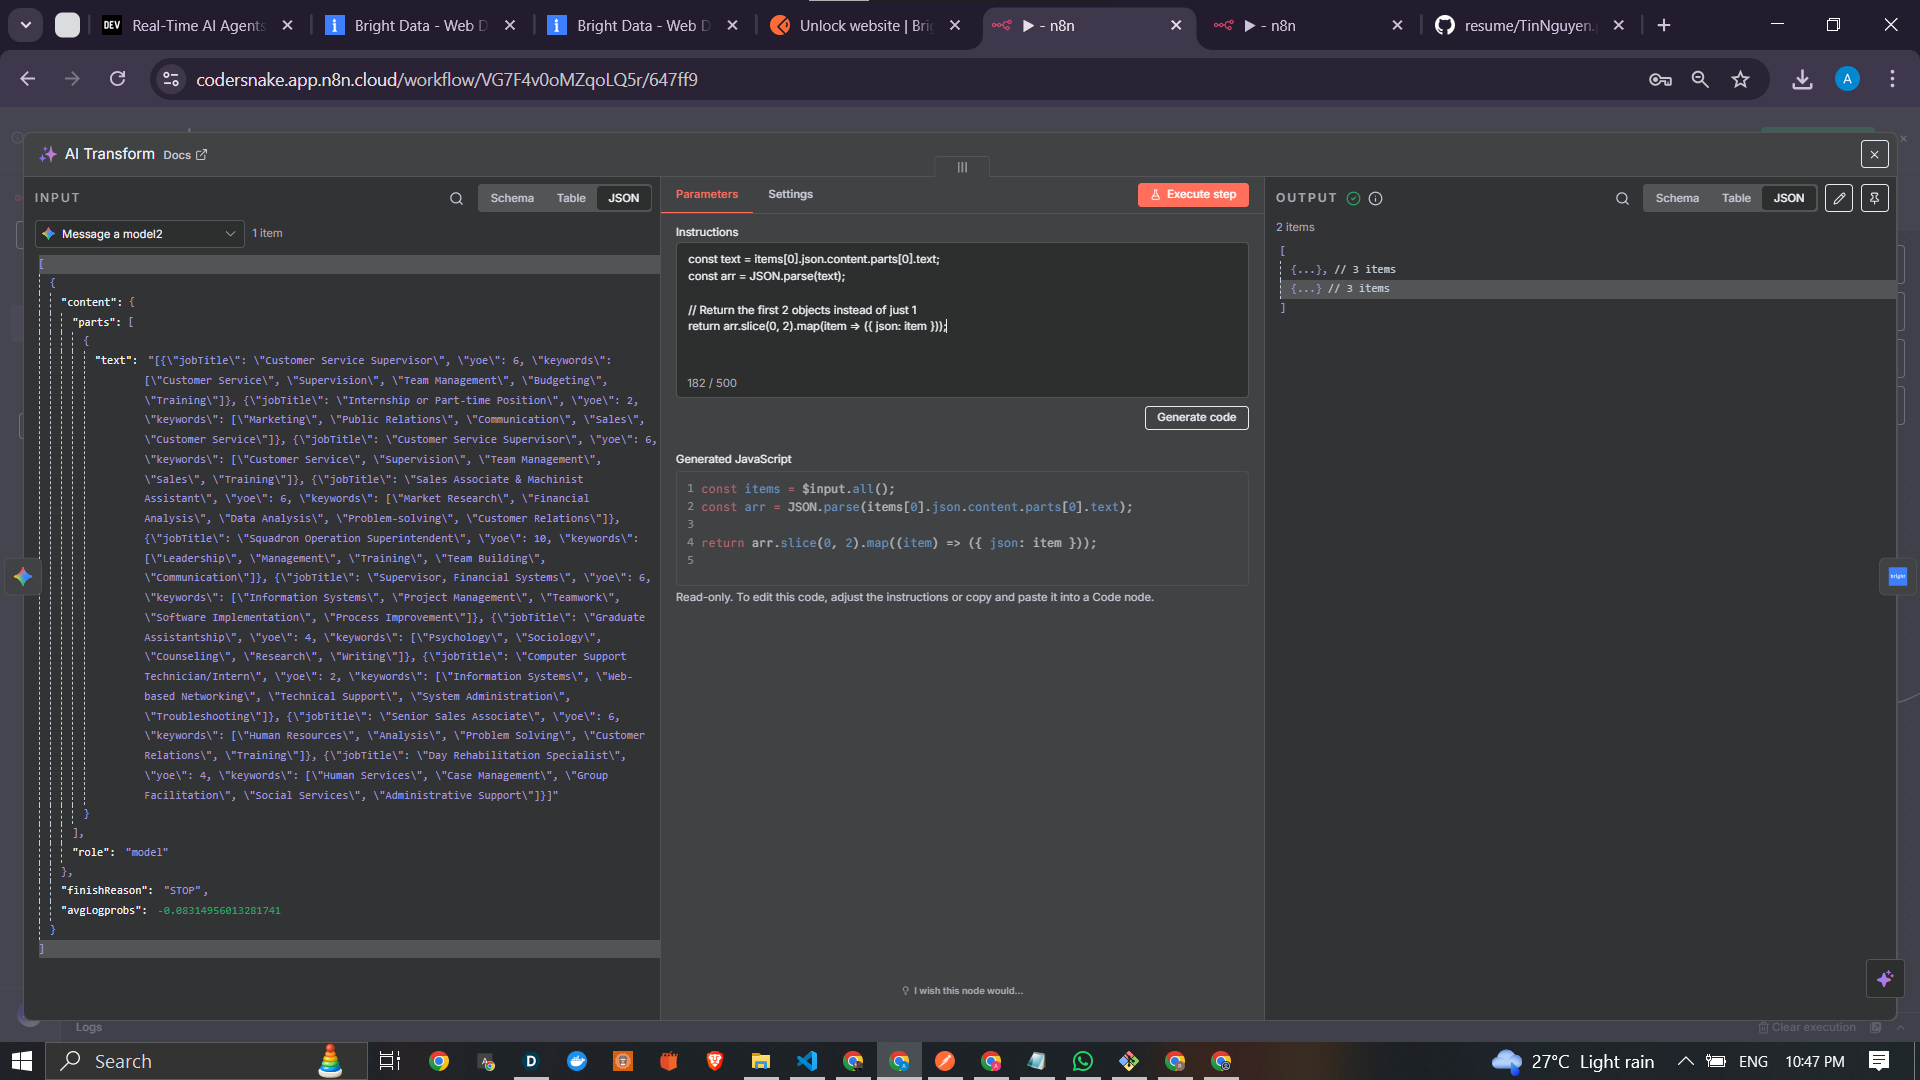 DEV Real-Time AI Agents
Bright Data - Web D
Bright Data - Web D
Unlock website | Brig
▶ - n8n
▶ - n8n
resume/TinNguyen.
codersnake.app.n8n.cloud/workflow/VG7F4v0oMZqoLQ5r/647ff9
A
AI Transform Docs
INPUT
Schema Table JSON
Message a model2
1 item
[
{
"content": {
"parts": [
{
"text": "[{\"jobTitle\": \"Customer Service Supervisor\", \"yoe\": 6, \"keywords\":
[\"Customer Service\", \"Supervision\", \"Team Management\", \"Budgeting\",
\"Training\"]}, {\"jobTitle\": \"Internship or Part-time Position\", \"yoe\": 2,
\"keywords\": [\"Marketing\", \"Public Relations\", \"Communication\", \"Sales\",
\"Customer Service\"]}, {\"jobTitle\": \"Customer Service Supervisor\", \"yoe\": 6,
\"keywords\": [\"Customer Service\", \"Supervision\", \"Team Management\",
\"Sales\", \"Training\"]}, {\"jobTitle\": \"Sales Associate & Machinist
Assistant\", \"yoe\": 6, \"keywords\": [\"Market Research\", \"Financial
Analysis\", \"Data Analysis\", \"Problem-solving\", \"Customer Relations\"]},
{\"jobTitle\": \"Squadron Operation Superintendent\", \"yoe\": 10, \"keywords\":
[\"Leadership\", \"Management\", \"Training\", \"Team Building\",
\"Communication\"]}, {\"jobTitle\": \"Supervisor, Financial Systems\", \"yoe\": 6,
\"keywords\": [\"Information Systems\", \"Project Management\", \"Teamwork\",
\"Software Implementation\", \"Process Improvement\"]}, {\"jobTitle\": \"Graduate
Assistantship\", \"yoe\": 4, \"keywords\": [\"Psychology\", \"Sociology\",
\"Counseling\", \"Research\", \"Writing\"]}, {\"jobTitle\": \"Computer Support
Technician/Intern\", \"yoe\": 2, \"keywords\": [\"Information Systems\", \"Web-
based Networking\", \"Technical Support\", \"System Administration\",
\"Troubleshooting\"]}, {\"jobTitle\": \"Senior Sales Associate\", \"yoe\": 6,
\"keywords\": [\"Human Resources\", \"Analysis\", \"Problem Solving\", \"Customer
Relations\", \"Training\"]}, {\"jobTitle\": \"Day Rehabilitation Specialist\",
\"yoe\": 4, \"keywords\": [\"Human Services\", \"Case Management\", \"Group
Facilitation\", \"Social Services\", \"Administrative Support\"]}]"
}
],
"role": "model"
},
"finishReason": "STOP",
"avgLogprobs": -0.08314956013281741
}
]
Parameters Settings
Execute step
Instructions
const text = items[0].json.content.parts[0].text;
const arr = JSON.parse(text);
// Return the first 2 objects instead of just 1
return arr.slice(0, 2).map(item => ({ json: item }));
182 / 500
Generate code
Generated JavaScript
1 const items = $input.all();
2 const arr = JSON.parse(items[0].json.content.parts[0].text);
3
4 return arr.slice(0, 2).map((item) => ({ json: item }));
5
Read-only. To edit this code, adjust the instructions or copy and paste it into a Code node.
I wish this node would...
OUTPUT
Schema Table JSON
2 items
[
{...}, // 3 items
{...} // 3 items
]
bright
Logs
Clear execution
Search
27°C Light rain
ENG
10:47 PM